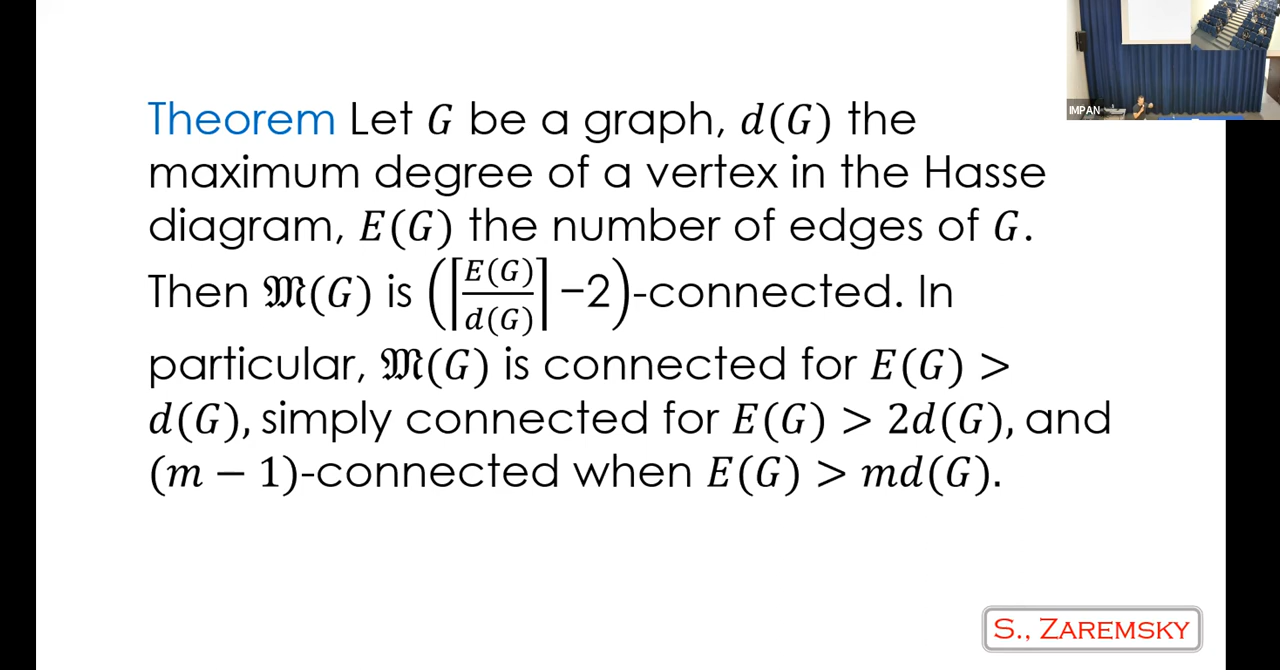 IMPAN
Theorem Let G be a graph, d(G) the
maximum degree of a vertex in the Hasse
diagram, E(G) the number of edges of G.
Then 𝔐(G) is (⌈E(G)/d(G)⌉ −2)-connected. In
particular, 𝔐(G) is connected for E(G) >
d(G), simply connected for E(G) > 2d(G), and
(m − 1)-connected when E(G) > md(G).
S., ZAREMSKY